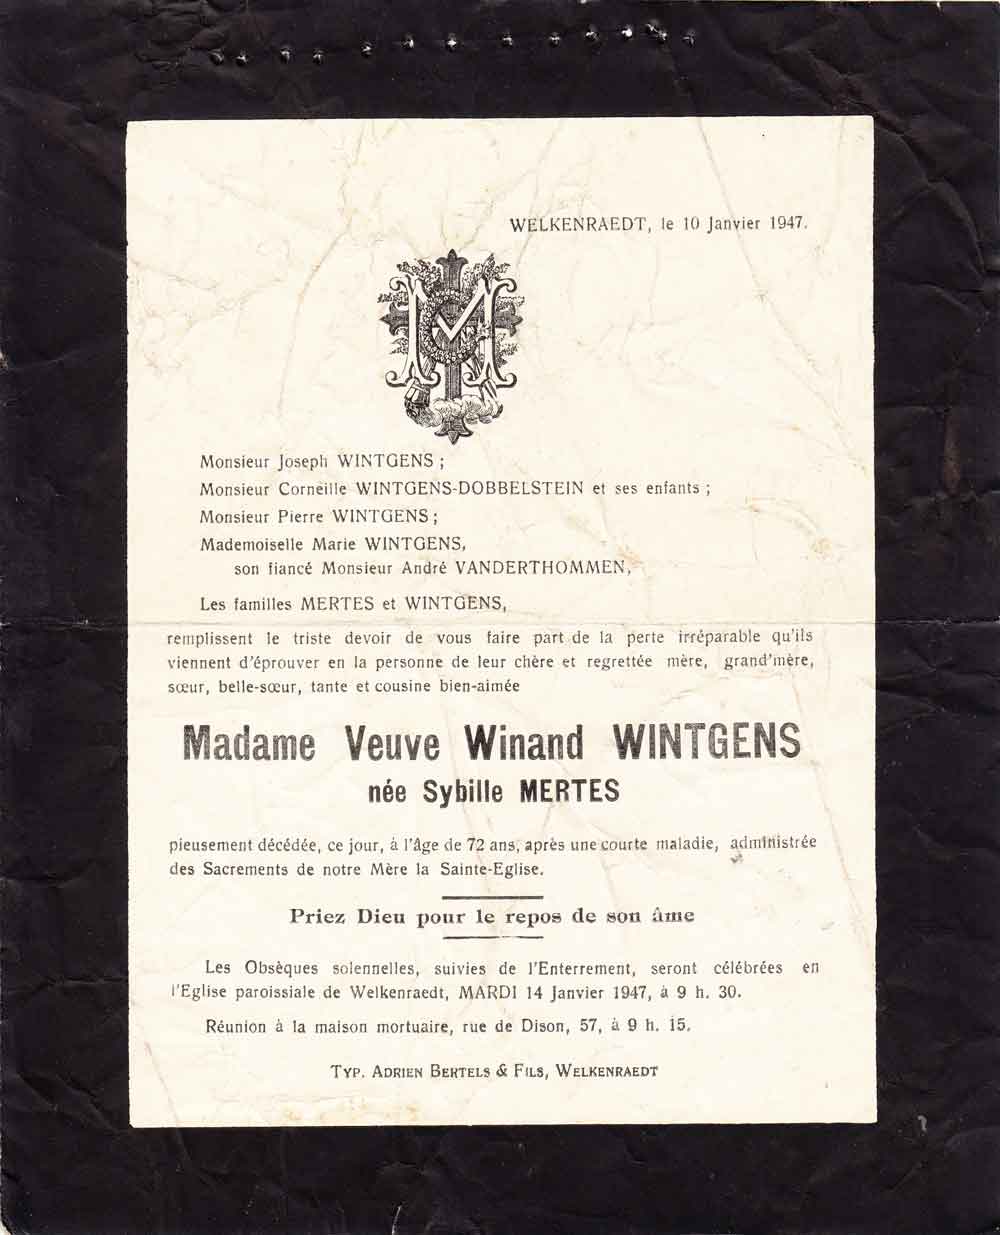 WELKENRAEDT, le 10 Janvier 1947.
Monsieur Joseph WINTGENS ;
Monsieur Corneille WINTGENS-DOBBELSTEIN et ses enfants ;
Monsieur Pierre WINTGENS ;
Mademoiselle Marie WINTGENS,
son fiancé Monsieur André VANDERTHOMMEN,
Les familles MERTES et WINTGENS,
remplissent le triste devoir de vous faire part de la perte irréparable qu'ils
viennent d'éprouver en la personne de leur chère et regrettée mère, grand'mère,
sœur, belle-sœur, tante et cousine bien-aimée
Madame Veuve Winand WINTGENS
née Sybille MERTES
pieusement décédée, ce jour, à l'âge de 72 ans, après une courte maladie, administrée
des Sacrements de notre Mère la Sainte-Eglise.
Priez Dieu pour le repos de son âme
Les Obsèques solennelles, suivies de l'Enterrement, seront célébrées en
l'Eglise paroissiale de Welkenraedt, MARDI 14 Janvier 1947, à 9 h. 30.
Réunion à la maison mortuaire, rue de Dison, 57, à 9 h. 15.
TYP. ADRIEN BERTELS & FILS, WELKENRAEDT